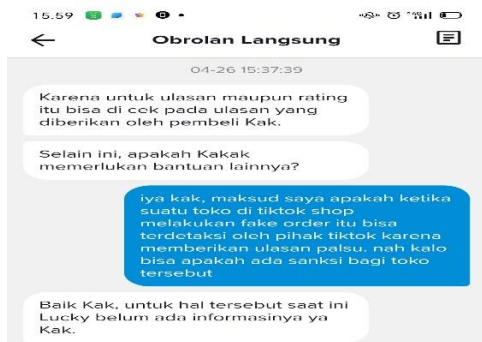 15.59
Obrolan Langsung
04-26 15:37:39
Karena untuk ulasan maupun rating
itu bisa di cek pada ulasan yang
diberikan oleh pembeli Kak.
Selain ini, apakah Kakak
memerlukan bantuan lainnya?
iya kak, maksud saya apakah ketika
suatu toko di tiktok shop
melakukan fake order itu bisa
terdetaksi oleh pihak tiktok karena
memberikan ulasan palsu. nah kalo
bisa apakah ada sanksi bagi toko
tersebut
Baik Kak, untuk hal tersebut saat ini
Lucky belum ada informasinya ya
Kak.